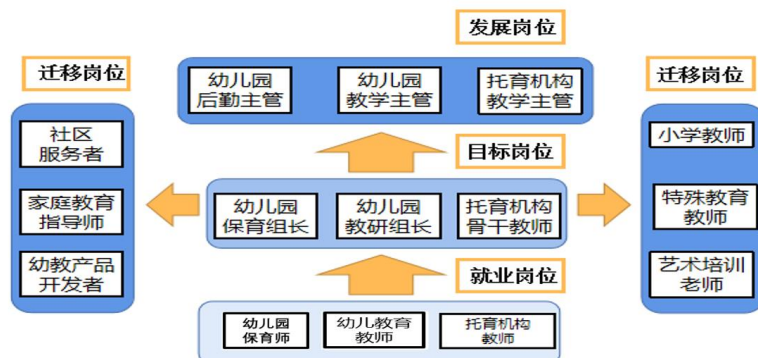 发展岗位
迁移岗位
迁移岗位
幼儿园
后勤主管
幼儿园
教学主管
托育机构
教学主管
社区
服务者
小学教师
目标岗位
家庭教育
指导师
幼儿园
保育组长
幼儿园
教研组长
托育机构
骨干教师
特殊教育
教师
幼教产品
开发者
艺术培训
老师
就业岗位
幼儿园
保育师
幼儿教育
教师
托育机构
教师